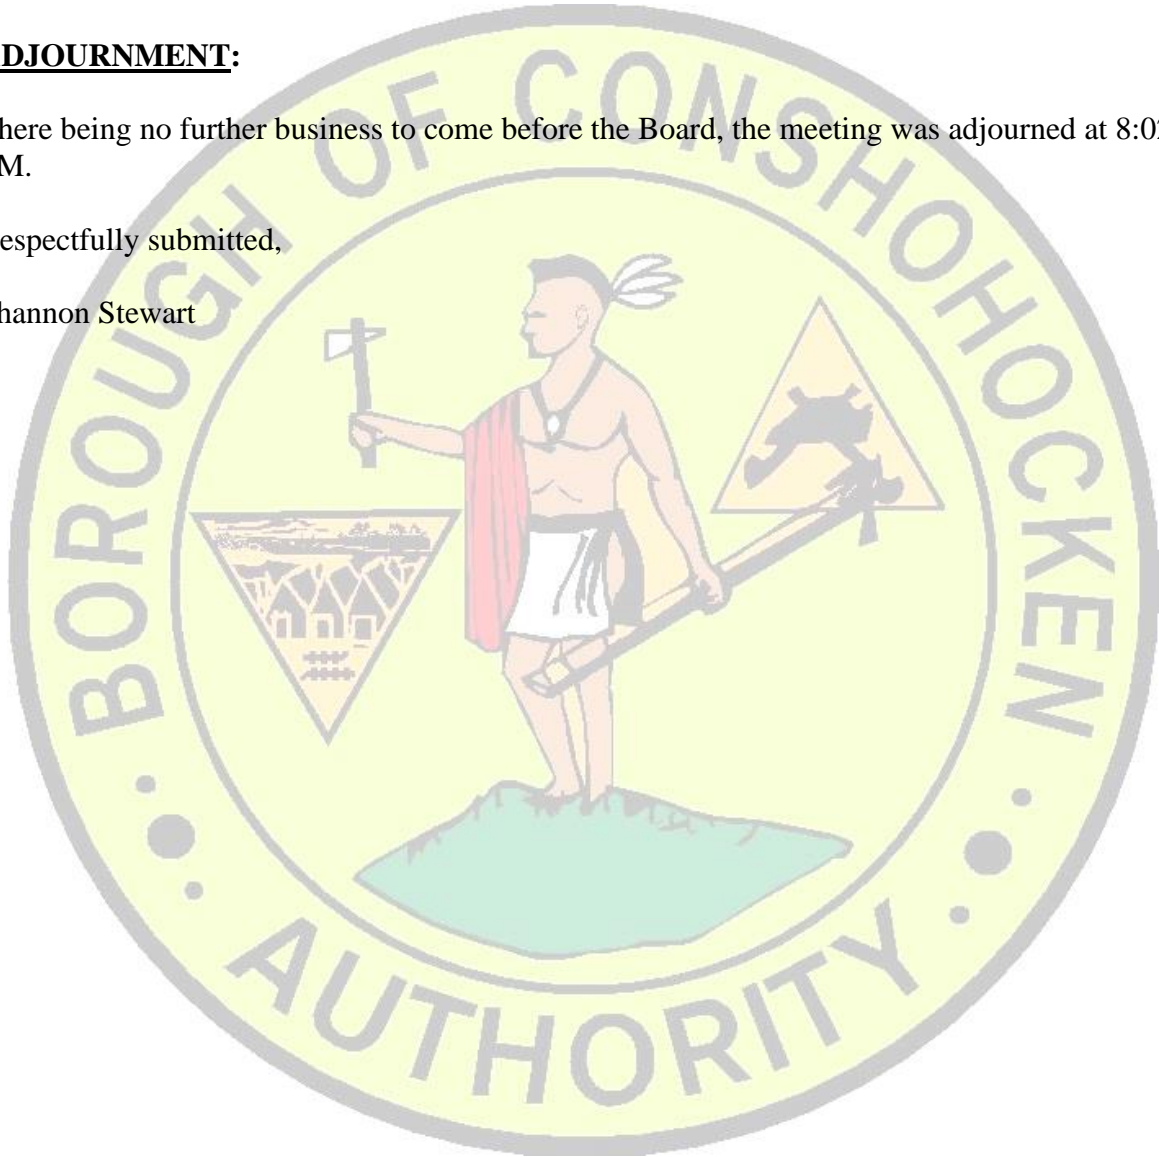 DJOURNMENT:
here being no further business to come before the Board, the meeting was adjourned at 8:02
M.
espectfully submitted,
hannon Stewart
BOROUGH OF CONSHOHOCKEN
AUTHORITY